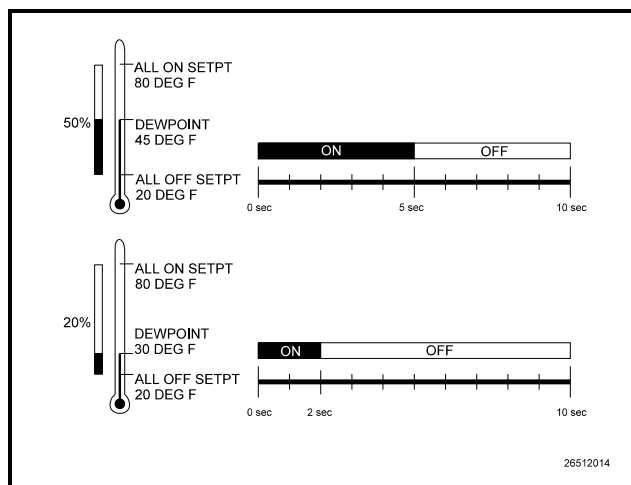 ALL ON SETPT
80 DEG F
50%
DEWPOINT
45 DEG F
ON
OFF
ALL OFF SETPT
20 DEG F
0 sec
5 sec
10 sec
ALL ON SETPT
80 DEG F
20%
DEWPOINT
30 DEG F
ON
OFF
ALL OFF SETPT
20 DEG F
0 sec
2 sec
10 sec
26512014